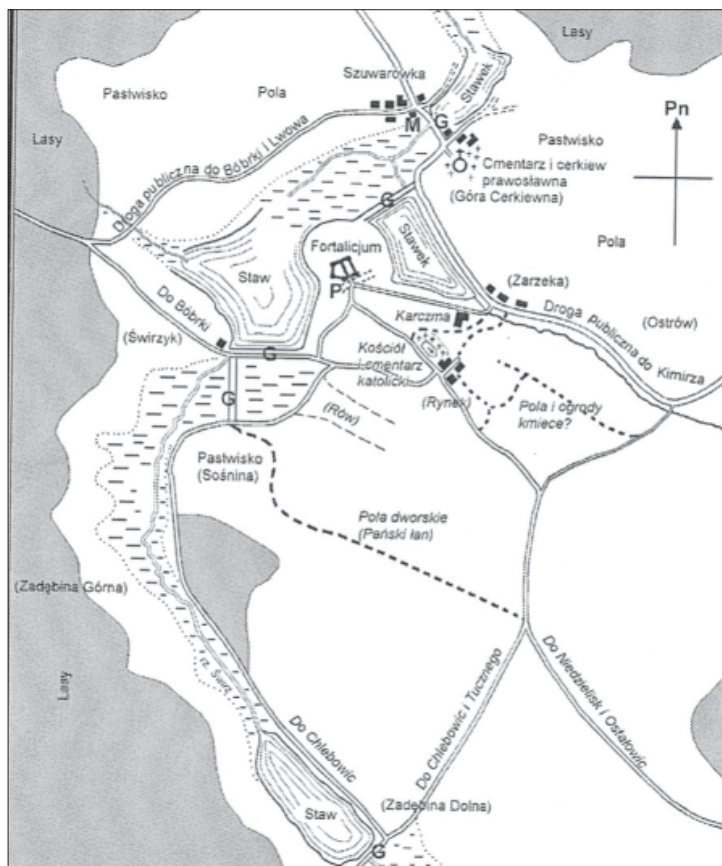 Lasy
Szuwarówka
Pastwisko
Pola
Stawek
Lasy
M
G
Pn
Droga publiczna do Bóbrki i Lwowa
Pastwisko
Cmentarz i cerkiew
prawosławna
(Góra Cerkiewna)
G
Pola
Fortalicjum
Stawek
Staw
P
(Zarzeka)
Do Bóbrki
Karczma
Droga publiczna do Kimirza
(Ostrów)
(Świrzyk)
G
Kościół
i cmentarz
katolicki
G
(Rynek)
Pola i ogrody
kmiece?
(Rów)
Pastwisko
(Sośnina)
Pola dworskie
(Pański łan)
(Zadębina Górna)
Lasy
rz. Świrz
Do Chlebowic
Do Chlebowic i Tucznego
Do Niedzielisk i Ostałowic
Staw
(Zadębina Dolna)
G